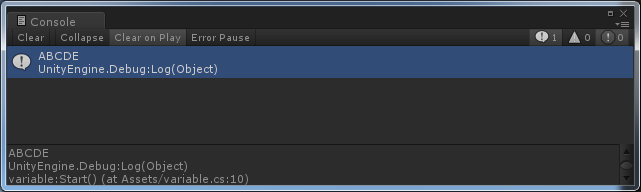 Console
Clear Collapse Clear on Play Error Pause 1 0 0
ABCDE
UnityEngine.Debug:Log(Object)
ABCDE
UnityEngine.Debug:Log(Object)
variable:Start() (at Assets/variable.cs:10)